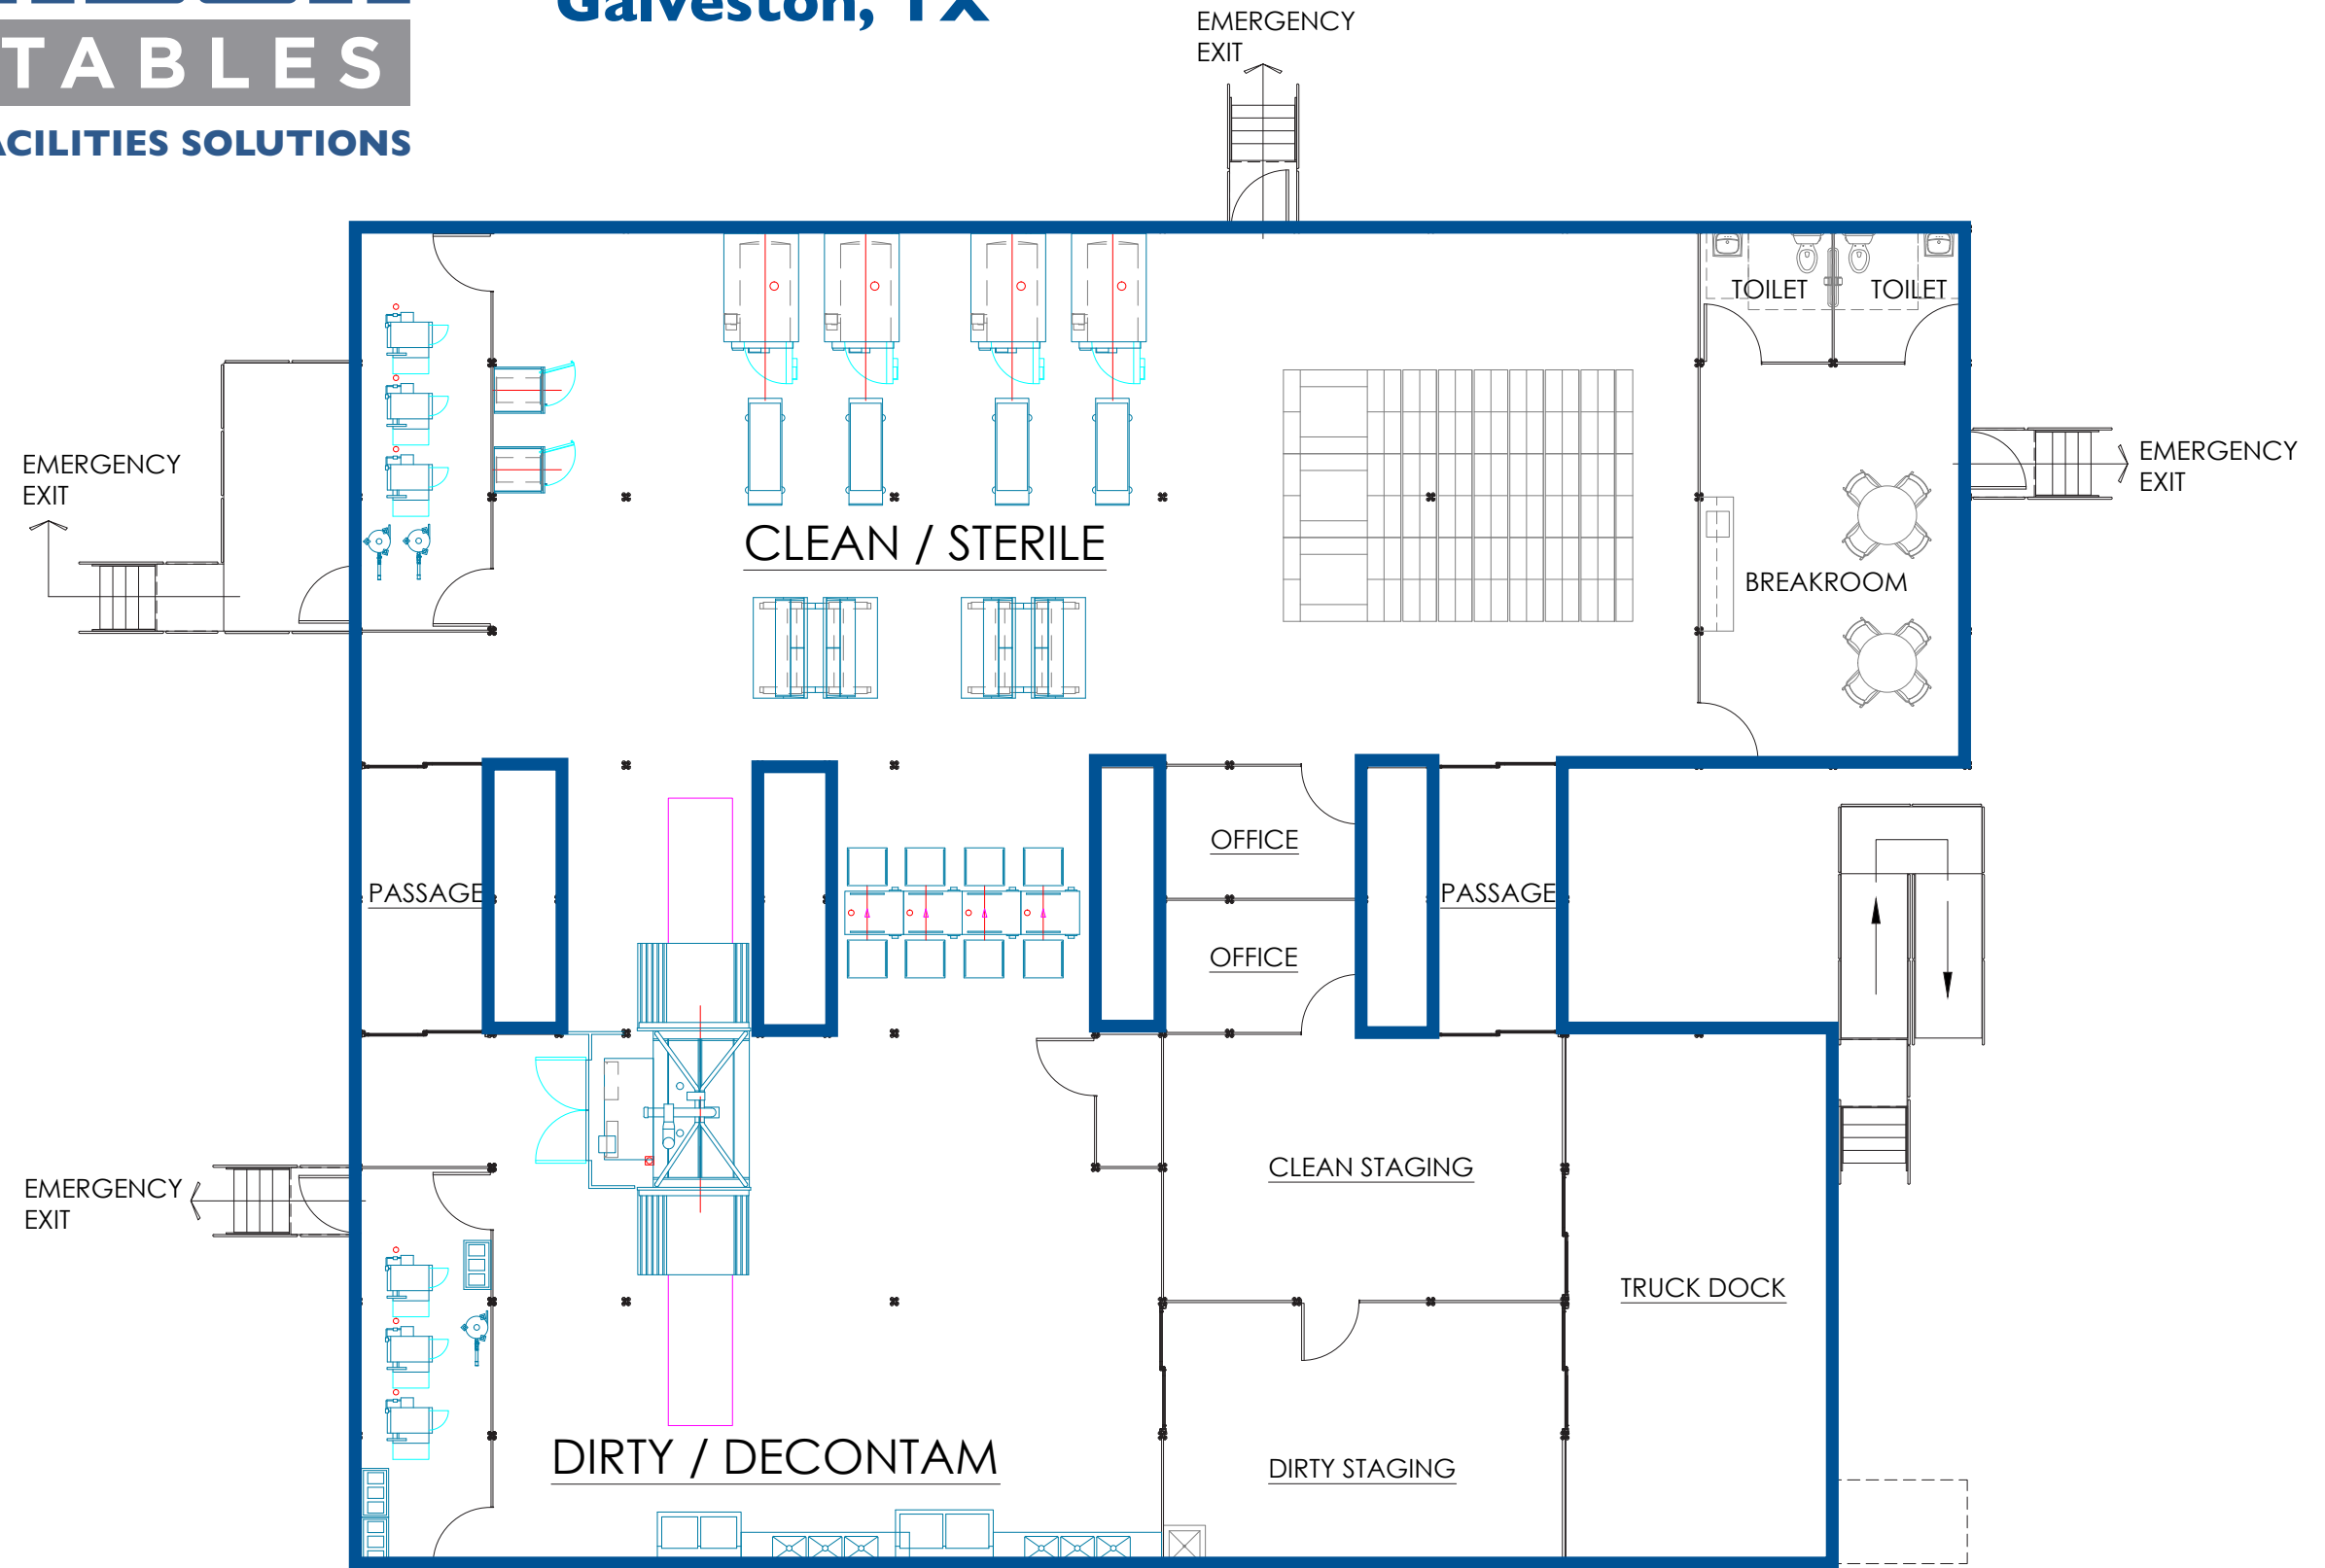 Galveston, TX
TABLES
FACILITIES SOLUTIONS
EMERGENCY
EXIT
TOILET
TOILET
EMERGENCY
EXIT
EMERGENCY
EXIT
CLEAN / STERILE
BREAKROOM
OFFICE
PASSAGE
PASSAGE
OFFICE
CLEAN STAGING
EMERGENCY
EXIT
TRUCK DOCK
DIRTY / DECONTAM
DIRTY STAGING